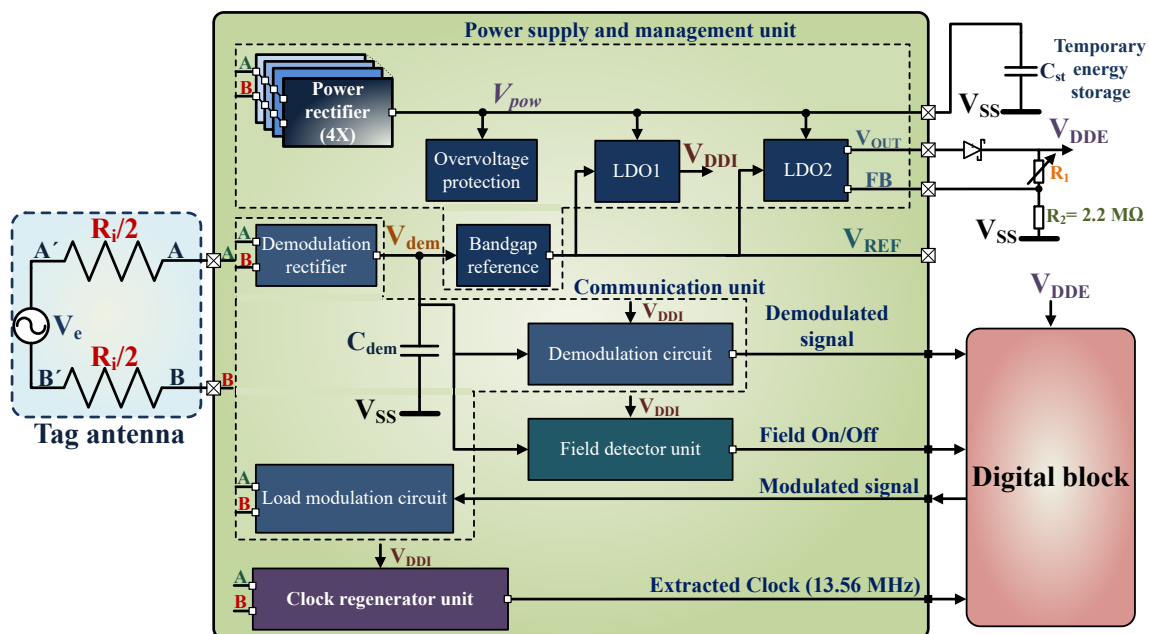 Power supply and management unit
A
B
Power
rectifier
(4X)
V_pow
Overvoltage
protection
LDO1
V_DDI
LDO2
V_OUT
FB
V_SS
C_st
Temporary
energy
storage
V_DDE
R_1
R_2= 2.2 MΩ
V_SS
V_REF
Tag antenna
A´
R_i/2
A
V_e
B´
R_i/2
B
A
B
B
Demodulation
rectifier
V_dem
Bandgap
reference
Communication unit
C_dem
V_SS
V_DDI
Demodulation circuit
Demodulated
signal
V_DDI
Field detector unit
Field On/Off
A
B
Load modulation circuit
Modulated signal
V_DDI
A
B
Clock regenerator unit
Extracted Clock (13.56 MHz)
V_DDE
Digital block